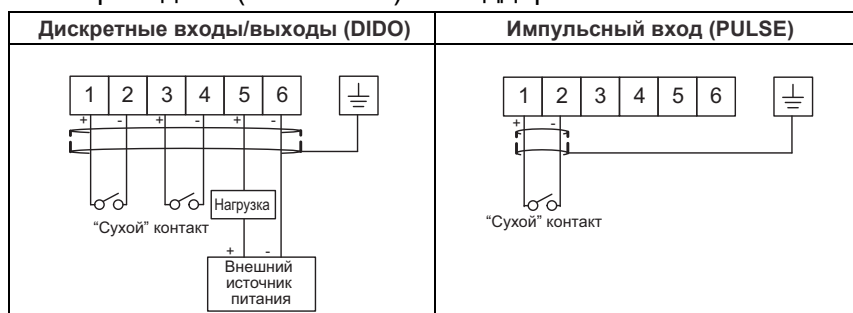 Дискретные входы/выходы (DIDO)
Импульсный вход (PULSE)
1 2 3 4 5 6
+ - + - + -
Нагрузка
“Сухой” контакт
+ -
Внешний
источник
питания
1 2 3 4 5 6
+ -
“Сухой” контакт